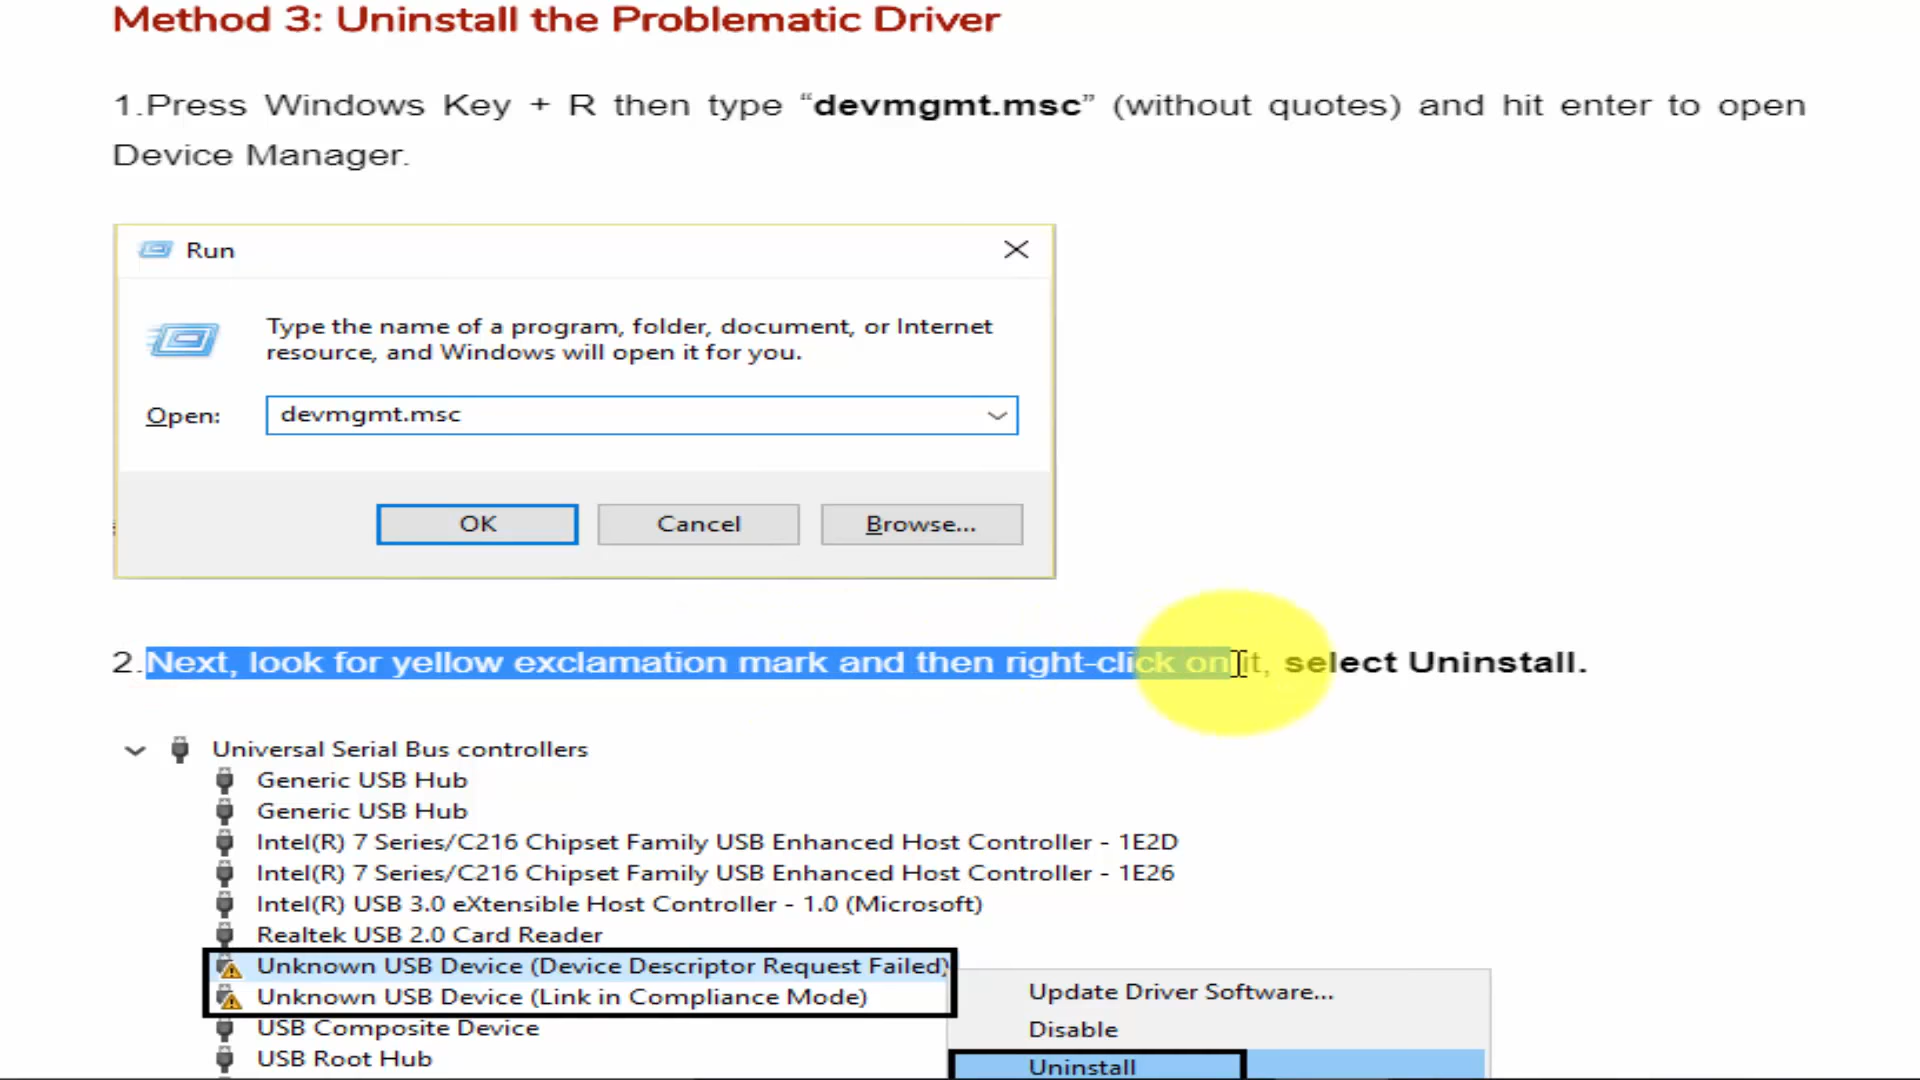 Method 3: Uninstall the Problematic Driver
1.Press Windows Key + R then type “devmgmt.msc” (without quotes) and hit enter to open
Device Manager.
Run
Type the name of a program, folder, document, or Internet
resource, and Windows will open it for you.
Open: devmgmt.msc
OK Cancel Browse...
2.Next, look for yellow exclamation mark and then right-click on it, select Uninstall.
Universal Serial Bus controllers
Generic USB Hub
Generic USB Hub
Intel(R) 7 Series/C216 Chipset Family USB Enhanced Host Controller - 1E2D
Intel(R) 7 Series/C216 Chipset Family USB Enhanced Host Controller - 1E26
Intel(R) USB 3.0 eXtensible Host Controller - 1.0 (Microsoft)
Realtek USB 2.0 Card Reader
Unknown USB Device (Device Descriptor Request Failed)
Unknown USB Device (Link in Compliance Mode)
USB Composite Device
USB Root Hub
Update Driver Software...
Disable
Uninstall